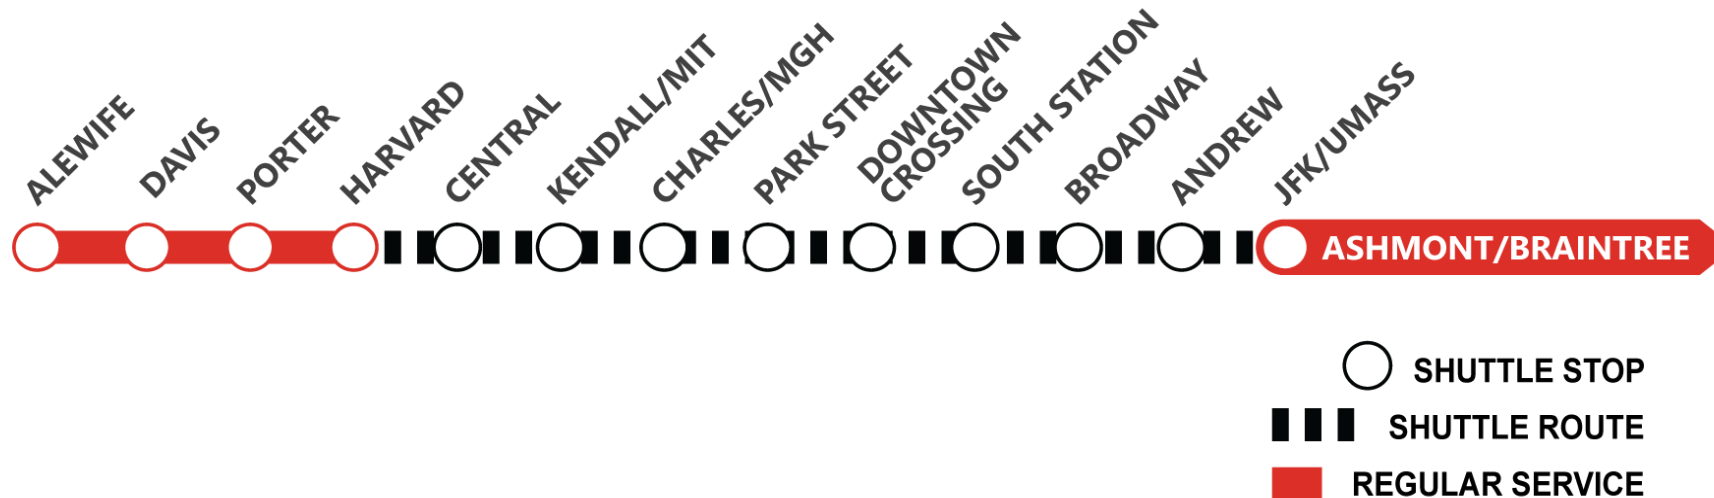 ALEWIFE
DAVIS
PORTER
HARVARD
CENTRAL
KENDALL/MIT
CHARLES/MGH
PARK STREET
DOWNTOWN
CROSSING
SOUTH STATION
BROADWAY
ANDREW
JFK/UMASS
ASHMONT/BRAINTREE
SHUTTLE STOP
SHUTTLE ROUTE
REGULAR SERVICE